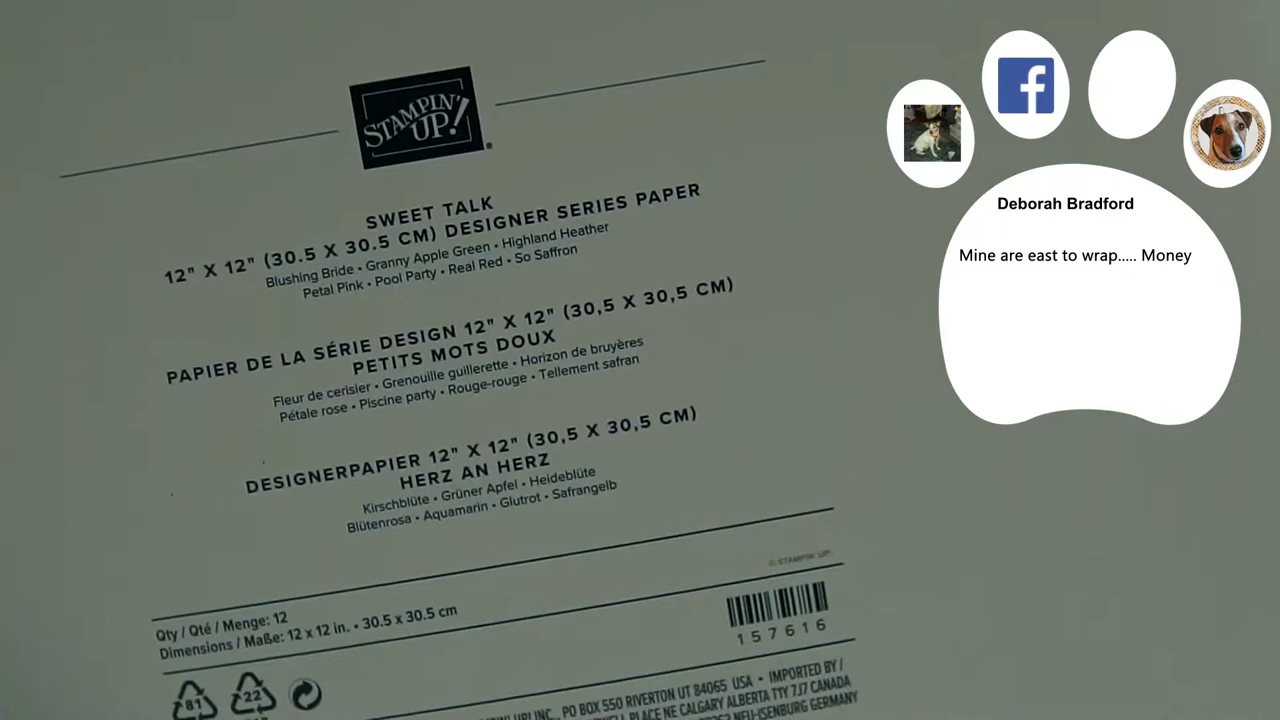 STAMPIN' UP!®
SWEET TALK
12" X 12" (30.5 X 30.5 CM) DESIGNER SERIES PAPER
Blushing Bride • Granny Apple Green • Highland Heather
Petal Pink • Pool Party • Real Red • So Saffron
PAPIER DE LA SÉRIE DESIGN 12" X 12" (30,5 X 30,5 CM)
PETITS MOTS DOUX
Fleur de cerisier • Grenouille guillerette • Horizon de bruyères
Pétale rose • Piscine party • Rouge-rouge • Tellement safran
DESIGNERPAPIER 12" X 12" (30,5 X 30,5 CM)
HERZ AN HERZ
Kirschblüte • Grüner Apfel • Heideblüte
Blütenrosa • Aquamarin • Glutrot • Safrangelb
© STAMPIN' UP!
Qty / Qté / Menge: 12
Dimensions / Maße: 12 x 12 in. • 30.5 x 30.5 cm
157616
81
22
INC., PO BOX 550 RIVERTON UT 84065 USA • IMPORTED BY /
PLACE NE CALGARY ALBERTA T1Y 7J7 CANADA
NEU-ISENBURG GERMANY
Deborah Bradford
Mine are east to wrap..... Money